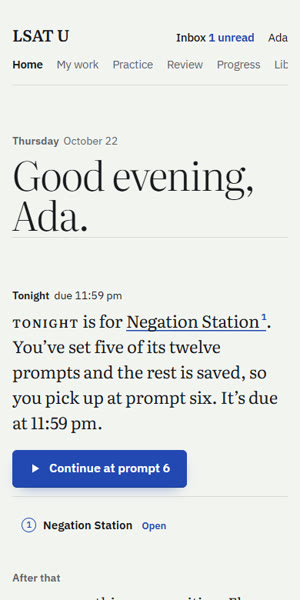 LSAT U
Inbox 1 unread Ada
Home My work Practice Review Progress Lib
Thursday October 22
Good evening,
Ada.
Tonight due 11:59 pm
TONIGHT is for Negation Station¹.
You’ve set five of its twelve
prompts and the rest is saved, so
you pick up at prompt six. It’s due
at 11:59 pm.
Continue at prompt 6
1 Negation Station Open
After that